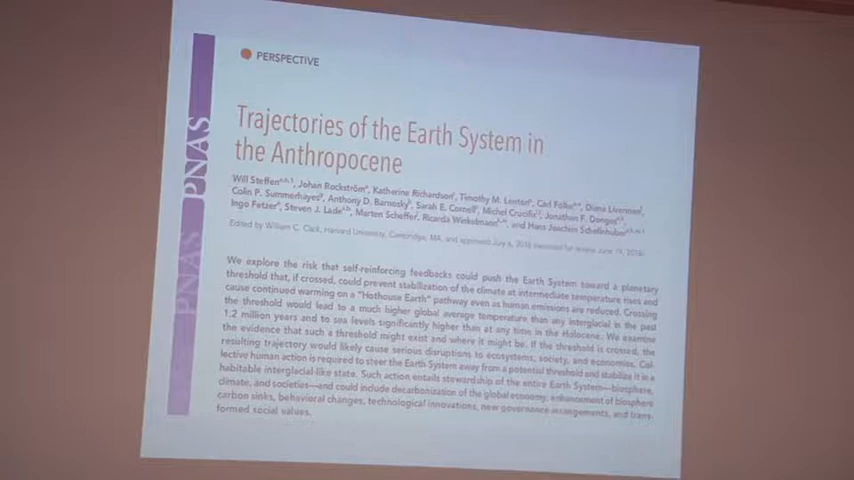 PERSPECTIVE
Trajectories of the Earth System in
the Anthropocene
Will Steffen, Johan Rockström, Katherine Richardson, Timothy M. Lenton, Carl Folke, Diana Liverman,
Colin P. Summerhayes, Anthony D. Barnosky, Sarah E. Cornell, Michel Crucifix, Jonathan F. Donges,
Ingo Fetzer, Steven J. Lade, Marten Scheffer, Ricarda Winkelmann, and Hans Joachim Schellnhuber
Edited by William C. Clark, Harvard University, Cambridge, MA, and approved July 6, 2018 (received for review June 19, 2018)
We explore the risk that self-reinforcing feedbacks could push the Earth System toward a planetary
threshold that, if crossed, could prevent stabilization of the climate at intermediate temperature rises and
cause continued warming on a "Hothouse Earth" pathway even as human emissions are reduced. Crossing
the threshold would lead to a much higher global average temperature than any interglacial in the past
1.2 million years and to sea levels significantly higher than at any time in the Holocene. We examine
the evidence that such a threshold might exist and where it might be. If the threshold is crossed, the
resulting trajectory would likely cause serious disruptions to ecosystems, society, and economies. Col-
lective human action is required to steer the Earth System away from a potential threshold and stabilize it in a
habitable interglacial-like state. Such action entails stewardship of the entire Earth System—biosphere,
climate, and societies—and could include decarbonization of the global economy, enhancement of biosphere
carbon sinks, behavioral changes, technological innovations, new governance arrangements, and trans-
formed social values.
PNAS
PNAS